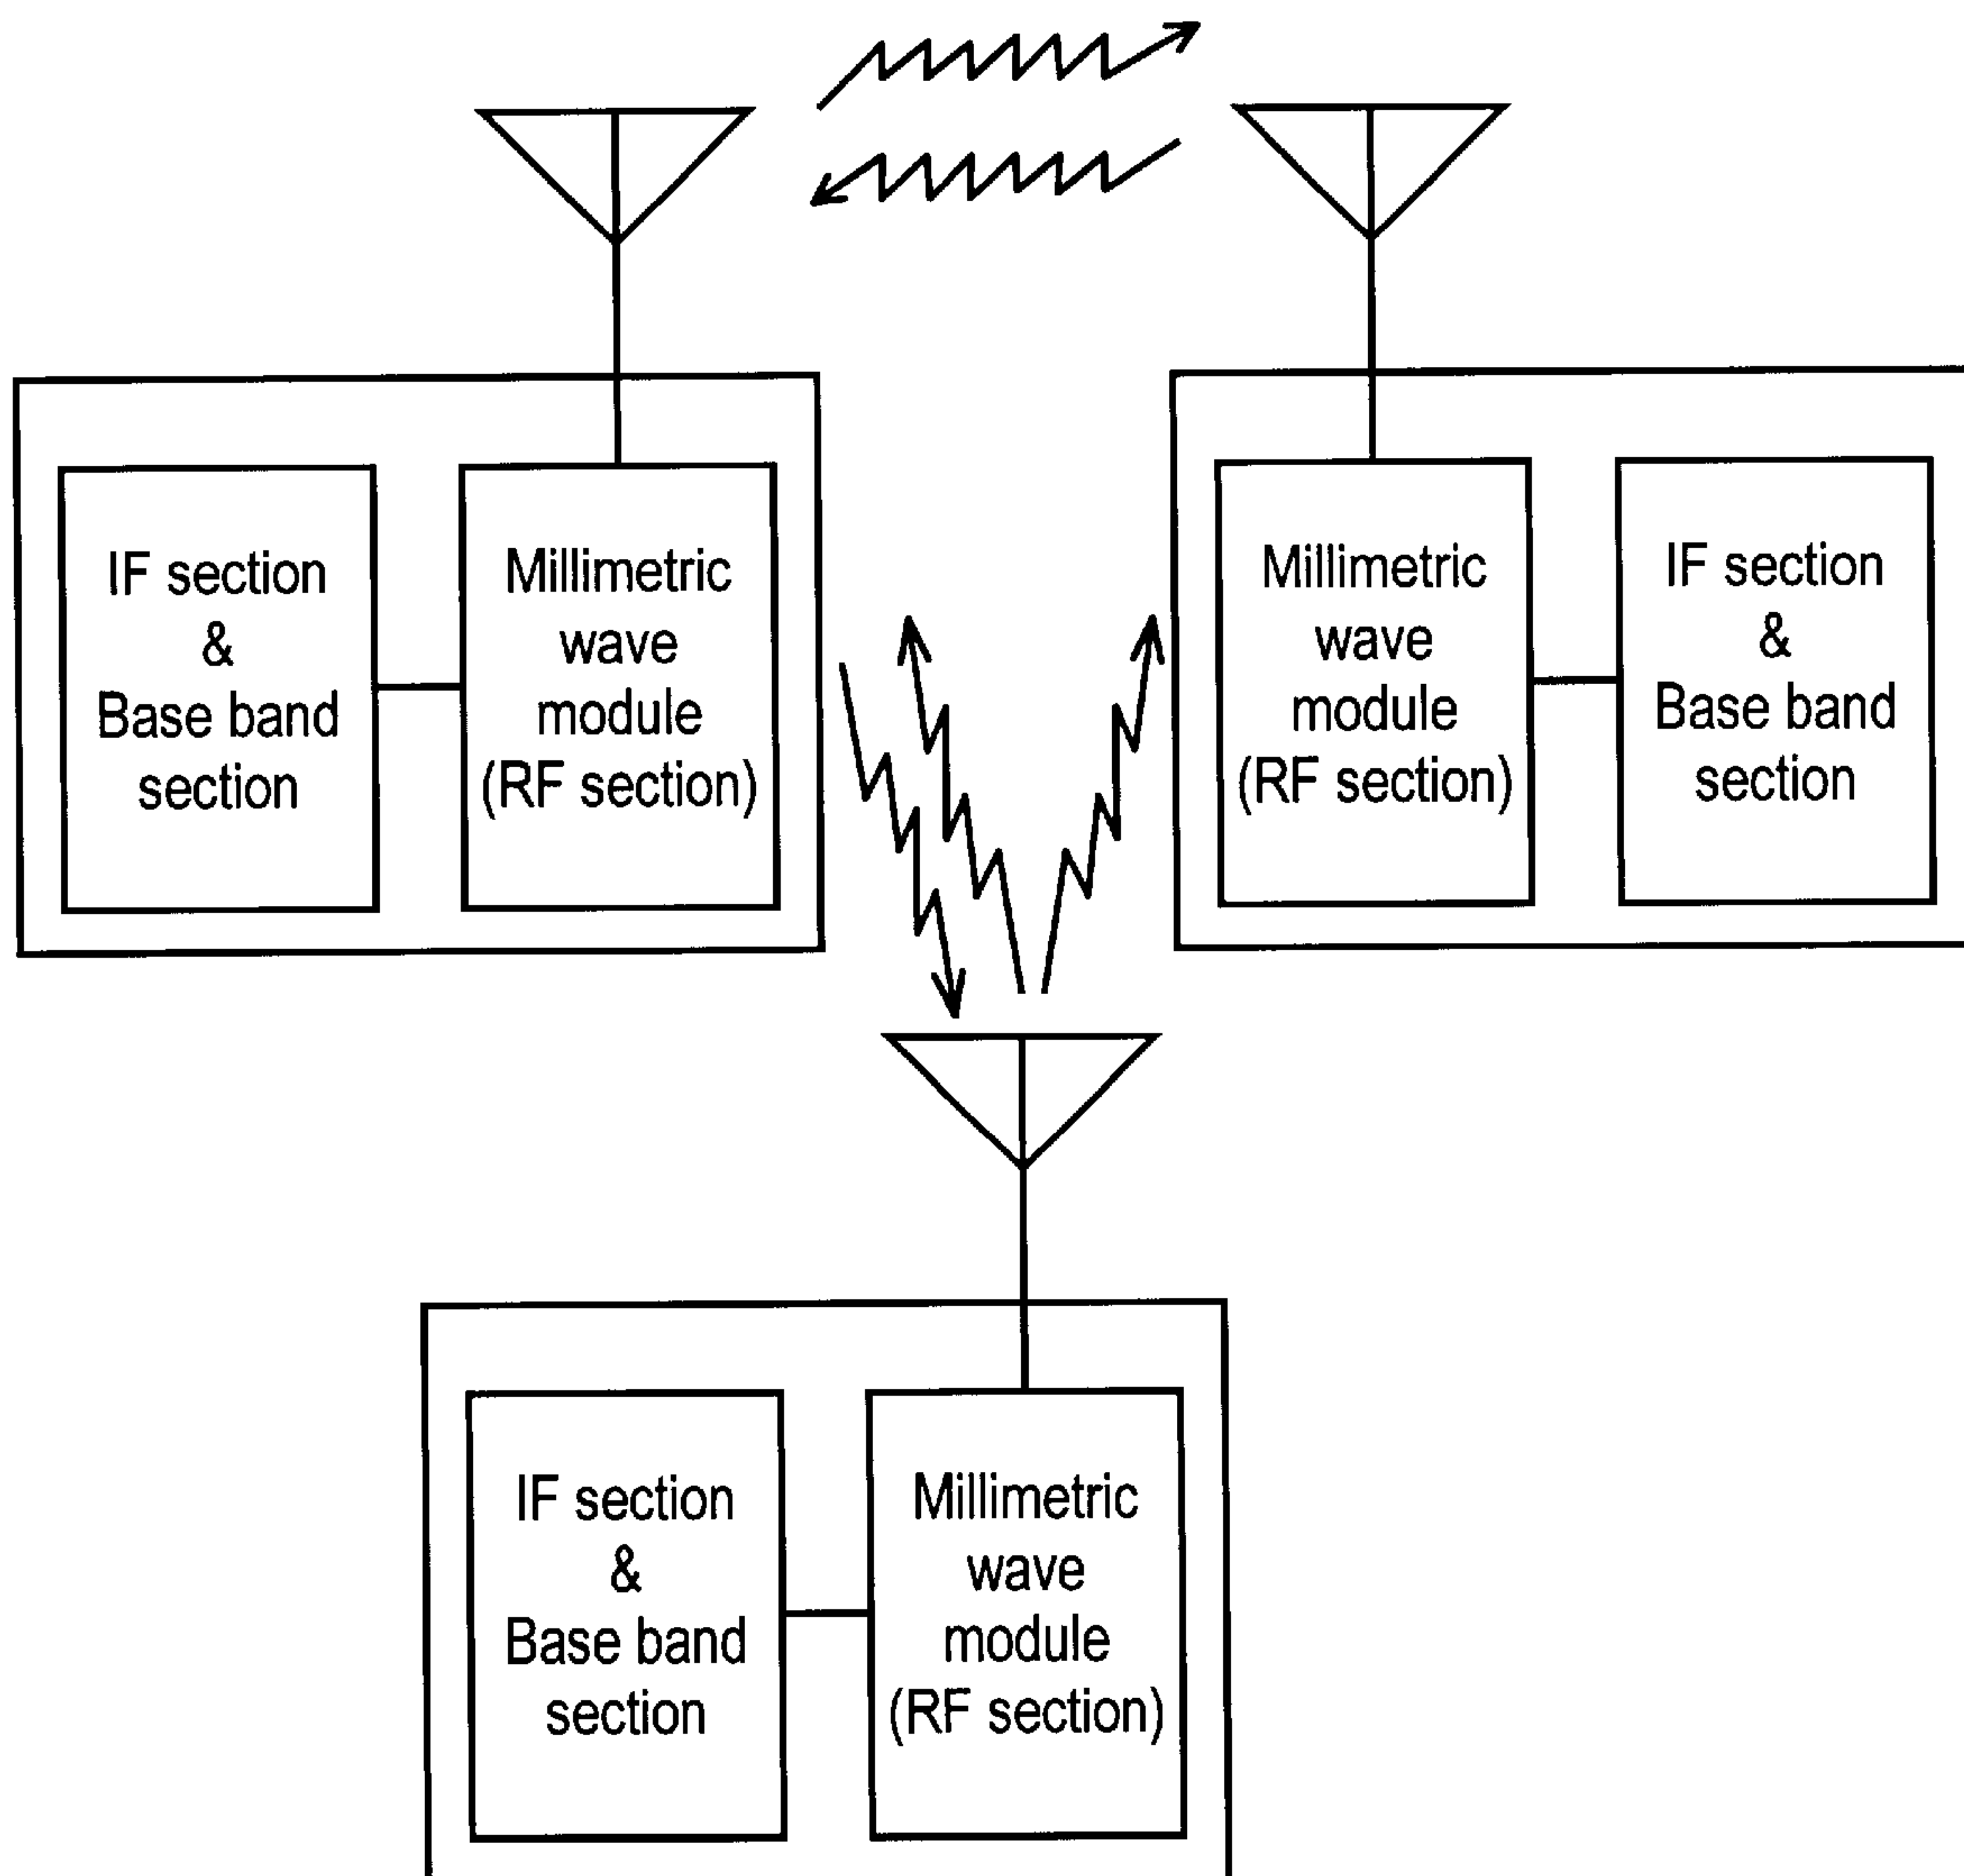 IF section
&
Base band
section
Millimetric
wave
module
(RF section)
Millimetric
wave
module
(RF section)
IF section
&
Base band
section
IF section
&
Base band
section
Millimetric
wave
module
(RF section)